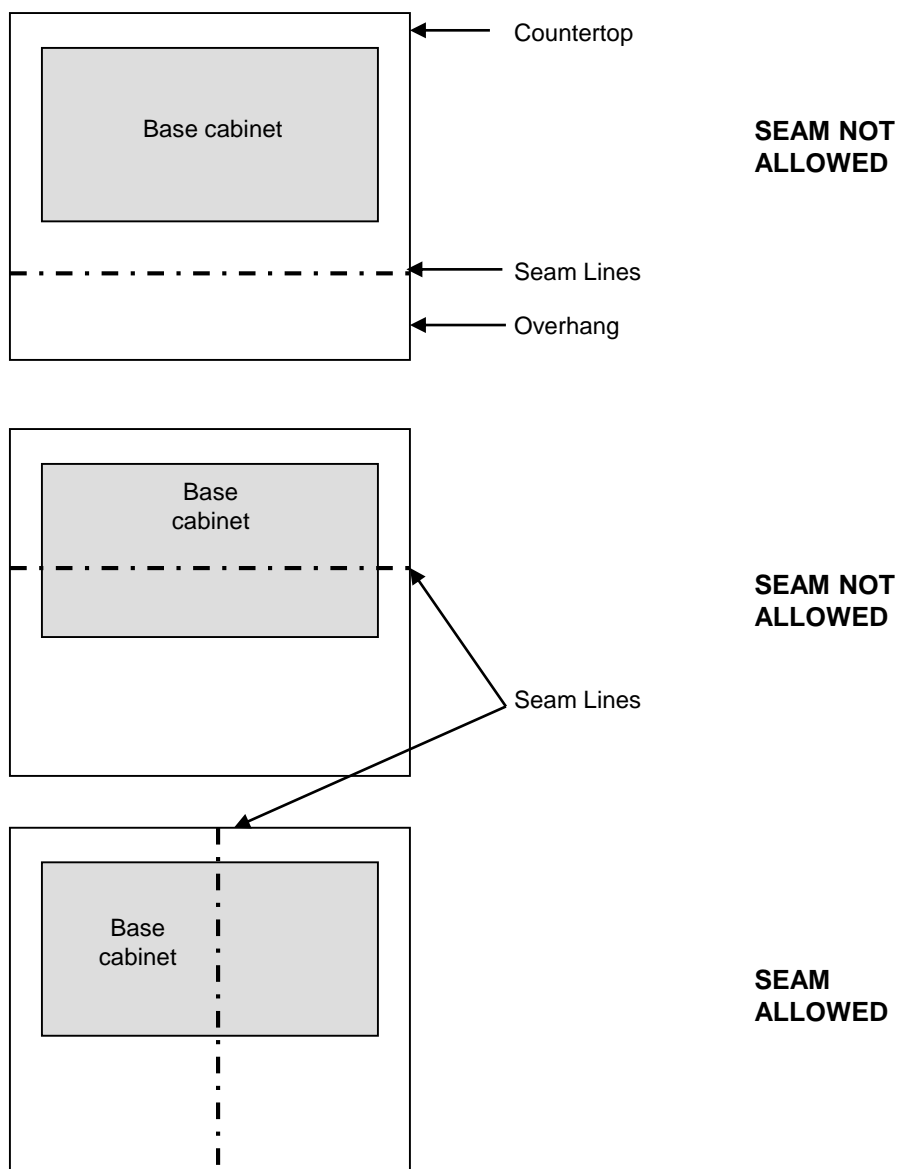 Countertop
Base cabinet
SEAM NOT
ALLOWED
Seam Lines
Overhang
Base
cabinet
SEAM NOT
ALLOWED
Seam Lines
Base
cabinet
SEAM
ALLOWED